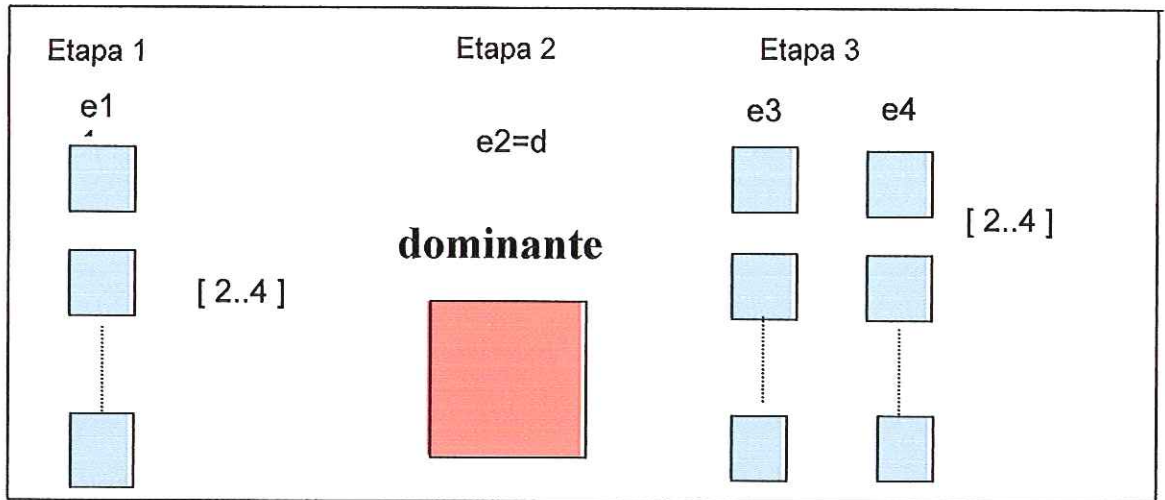 Etapa 1
Etapa 2
Etapa 3
e1
e2=d
e3
e4
dominante
[ 2..4 ]
[ 2..4 ]